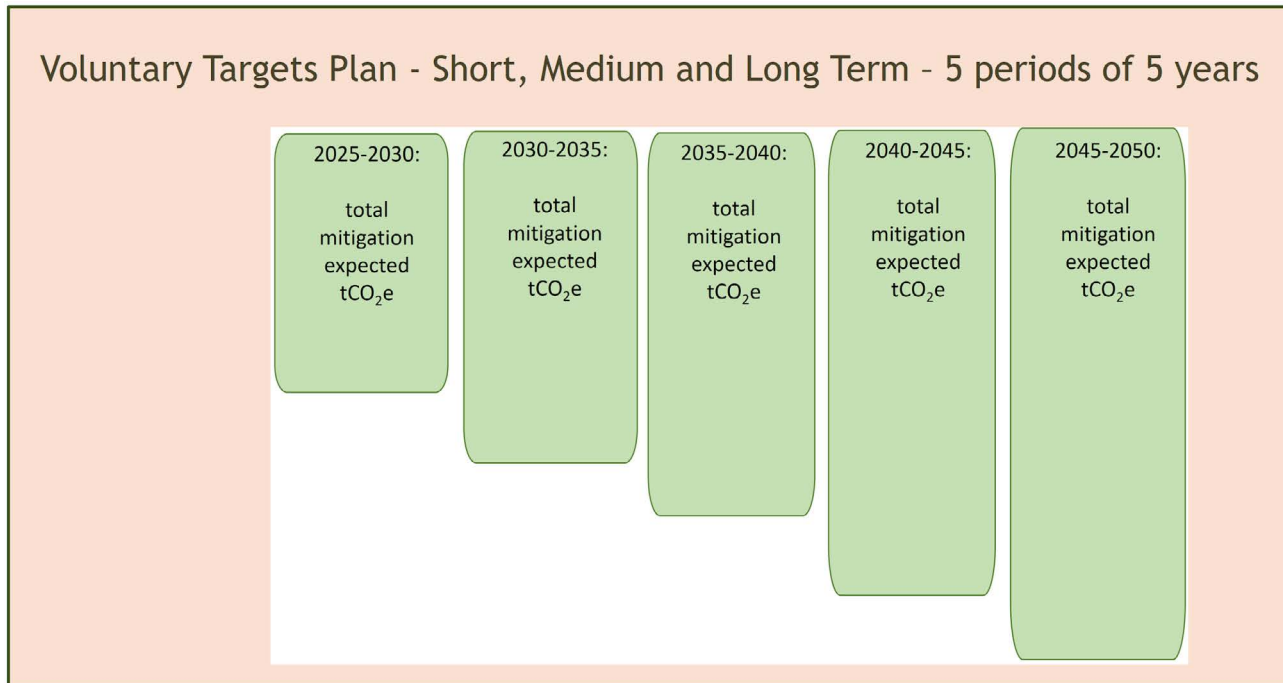 Voluntary Targets Plan - Short, Medium and Long Term – 5 periods of 5 years
2025-2030:
total
mitigation
expected
tCO₂e
2030-2035:
total
mitigation
expected
tCO₂e
2035-2040:
total
mitigation
expected
tCO₂e
2040-2045:
total
mitigation
expected
tCO₂e
2045-2050:
total
mitigation
expected
tCO₂e